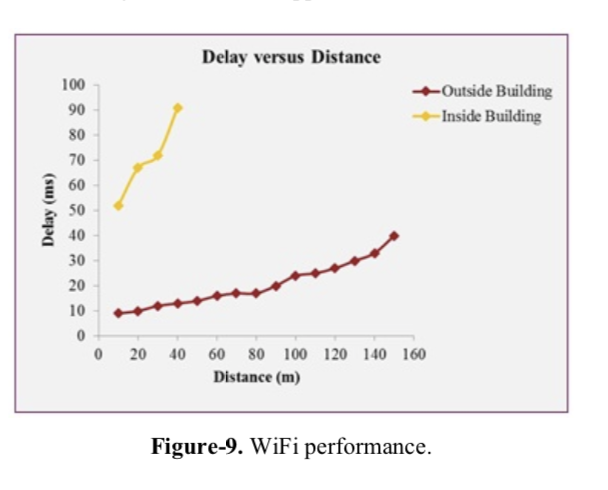 Delay versus Distance
100
90
80
70
60
50
40
30
20
10
0
Delay (ms)
0 20 40 60 80 100 120 140 160
Distance (m)
Outside Building
Inside Building
Figure-9. WiFi performance.